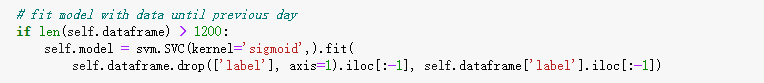 # fit model with data until previous day
if len(self.dataframe) > 1200:
    self.model = svm.SVC(kernel='sigmoid',).fit(
        self.dataframe.drop(['label'], axis=1).iloc[:-1], self.dataframe['label'].iloc[:-1])